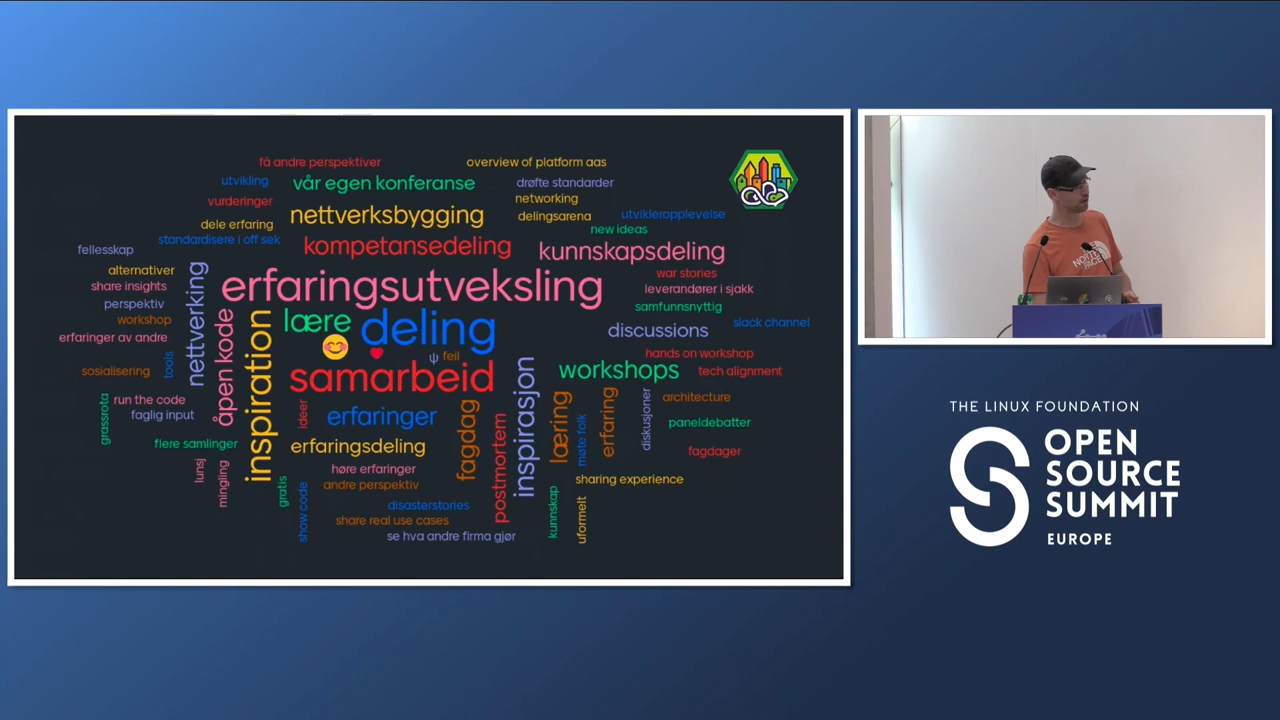 få andre perspektiver
overview of platform aas
utvikling
vår egen konferanse
drøfte standarder
vurderinger
networking
nettverksbygging
delingsarena
utvikleropplevelse
dele erfaring
new ideas
standardisere i off sek
kompetansedeling
kunnskapsdeling
fellesskap
alternativer
war stories
share insights
erfaringsutveksling
leverandører i sjakk
perspektiv
nettverking
samfunnsnyttig
workshop
lære
deling
discussions
slack channel
erfaringer av andre
åpen kode
inspiration
ψ feil
hands on workshop
sosialisering
tools
samarbeid
workshops
tech alignment
run the code
grassrota
faglig input
ideer
erfaringer
fagdag
postmortem
inspirasjon
læring
møte folk
erfaring
diskusjoner
architecture
paneldebatter
flere samlinger
erfaringsdeling
fagdager
lunsj
mingling
høre erfaringer
gratis
andre perspektiv
sharing experience
show code
disasterstories
kunnskap
uformelt
share real use cases
se hva andre firma gjør
NORTH
FACE
THE LINUX FOUNDATION
OPEN
SOURCE
SUMMIT
EUROPE